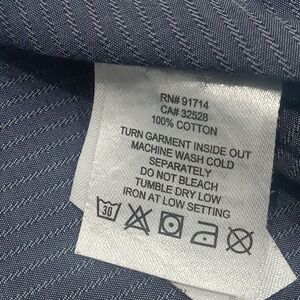 RN# 91714
CA# 32528
100% COTTON
TURN GARMENT INSIDE OUT
MACHINE WASH COLD
SEPARATELY
DO NOT BLEACH
TUMBLE DRY LOW
IRON AT LOW SETTING
30